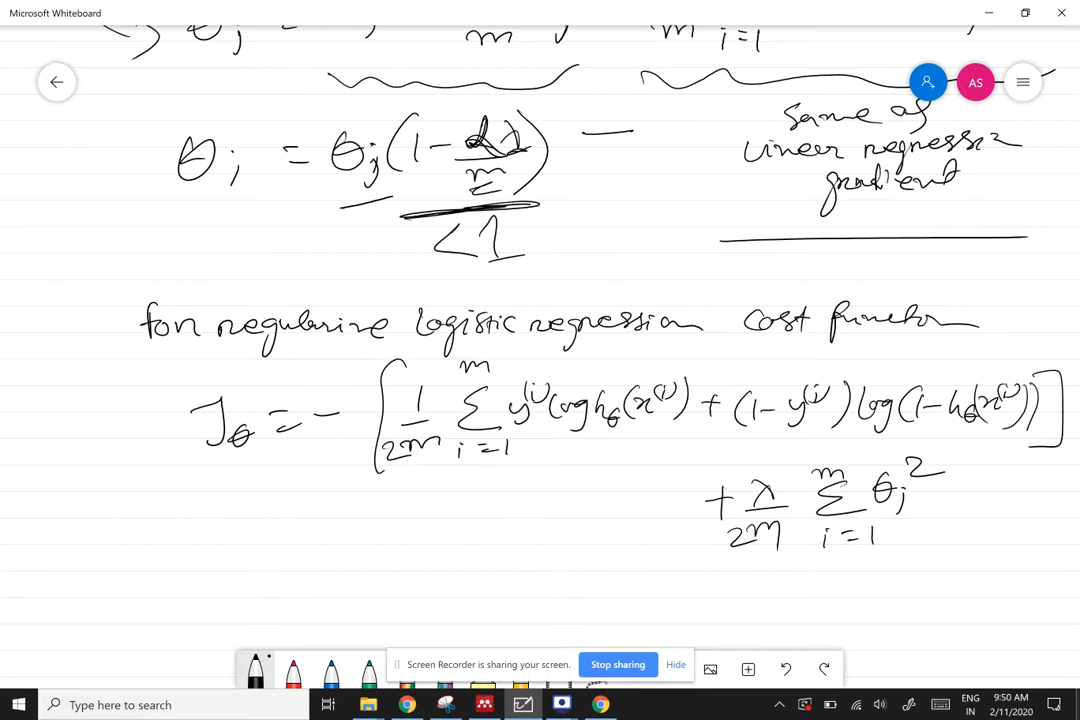 Microsoft Whiteboard
θj =
m
m i=1
AS
θj = θj(1 - αλ/m) —
< 1
same as
linear regression
gradient
for regularize logistic regression cost function
Jθ = - [1/2m ∑_{i=1}^{m} y^(i) log hθ(x^(i)) + (1 - y^(i)) log(1 - hθ(x^(i)))]
+ λ/2m ∑_{i=1}^{m} θj²
Screen Recorder is sharing your screen. Stop sharing Hide
Type here to search
ENG
IN
9:50 AM
2/11/2020